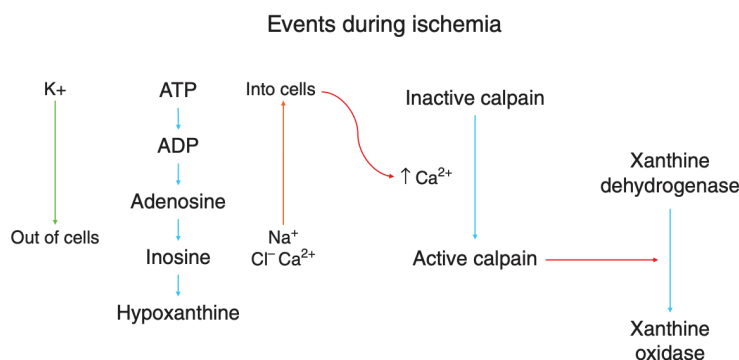 Events during ischemia
K+
Out of cells
ATP
ADP
Adenosine
Inosine
Hypoxanthine
Into cells
Na⁺
Cl⁻ Ca²⁺
↑ Ca²⁺
Inactive calpain
Active calpain
Xanthine
dehydrogenase
Xanthine
oxidase